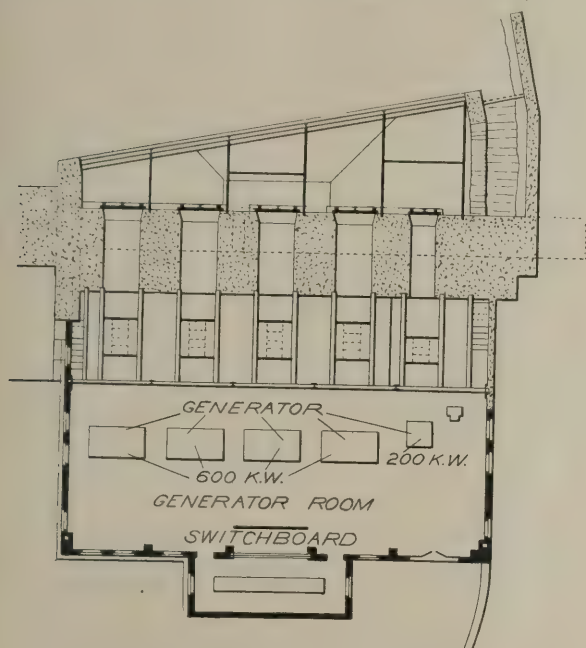 GENERATOR
200 K.W.
600 K.W.
GENERATOR ROOM
SWITCHBOARD